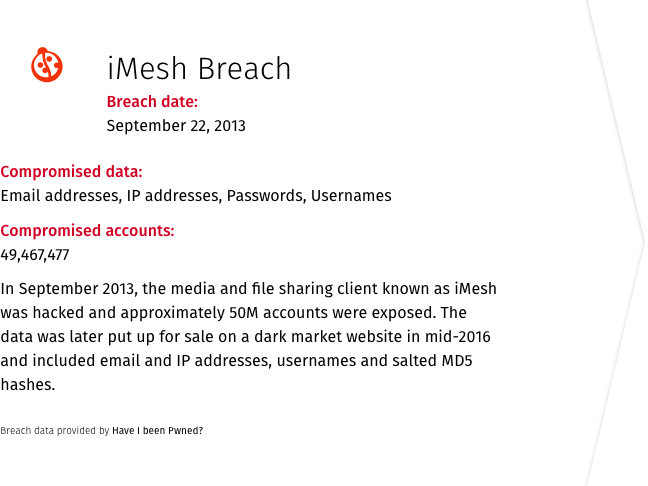 iMesh Breach
Breach date:
September 22, 2013
Compromised data:
Email addresses, IP addresses, Passwords, Usernames
Compromised accounts:
49,467,477
In September 2013, the media and file sharing client known as iMesh
was hacked and approximately 50M accounts were exposed. The
data was later put up for sale on a dark market website in mid-2016
and included email and IP addresses, usernames and salted MD5
hashes.
Breach data provided by Have I been Pwned?